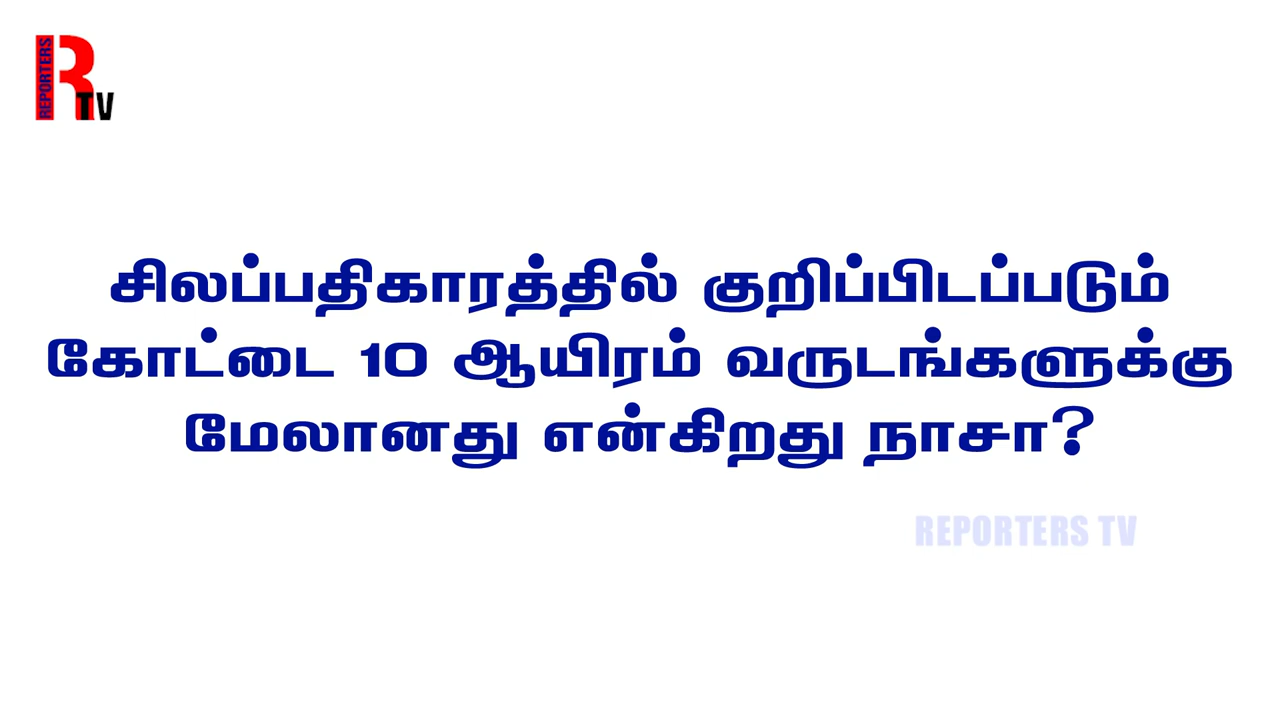 REPORTERS
R
TV
சிலப்பதிகாரத்தில் குறிப்பிடப்படும்
கோட்டை 10 ஆயிரம் வருடங்களுக்கு
மேலானது என்கிறது நாசா?
REPORTERS TV